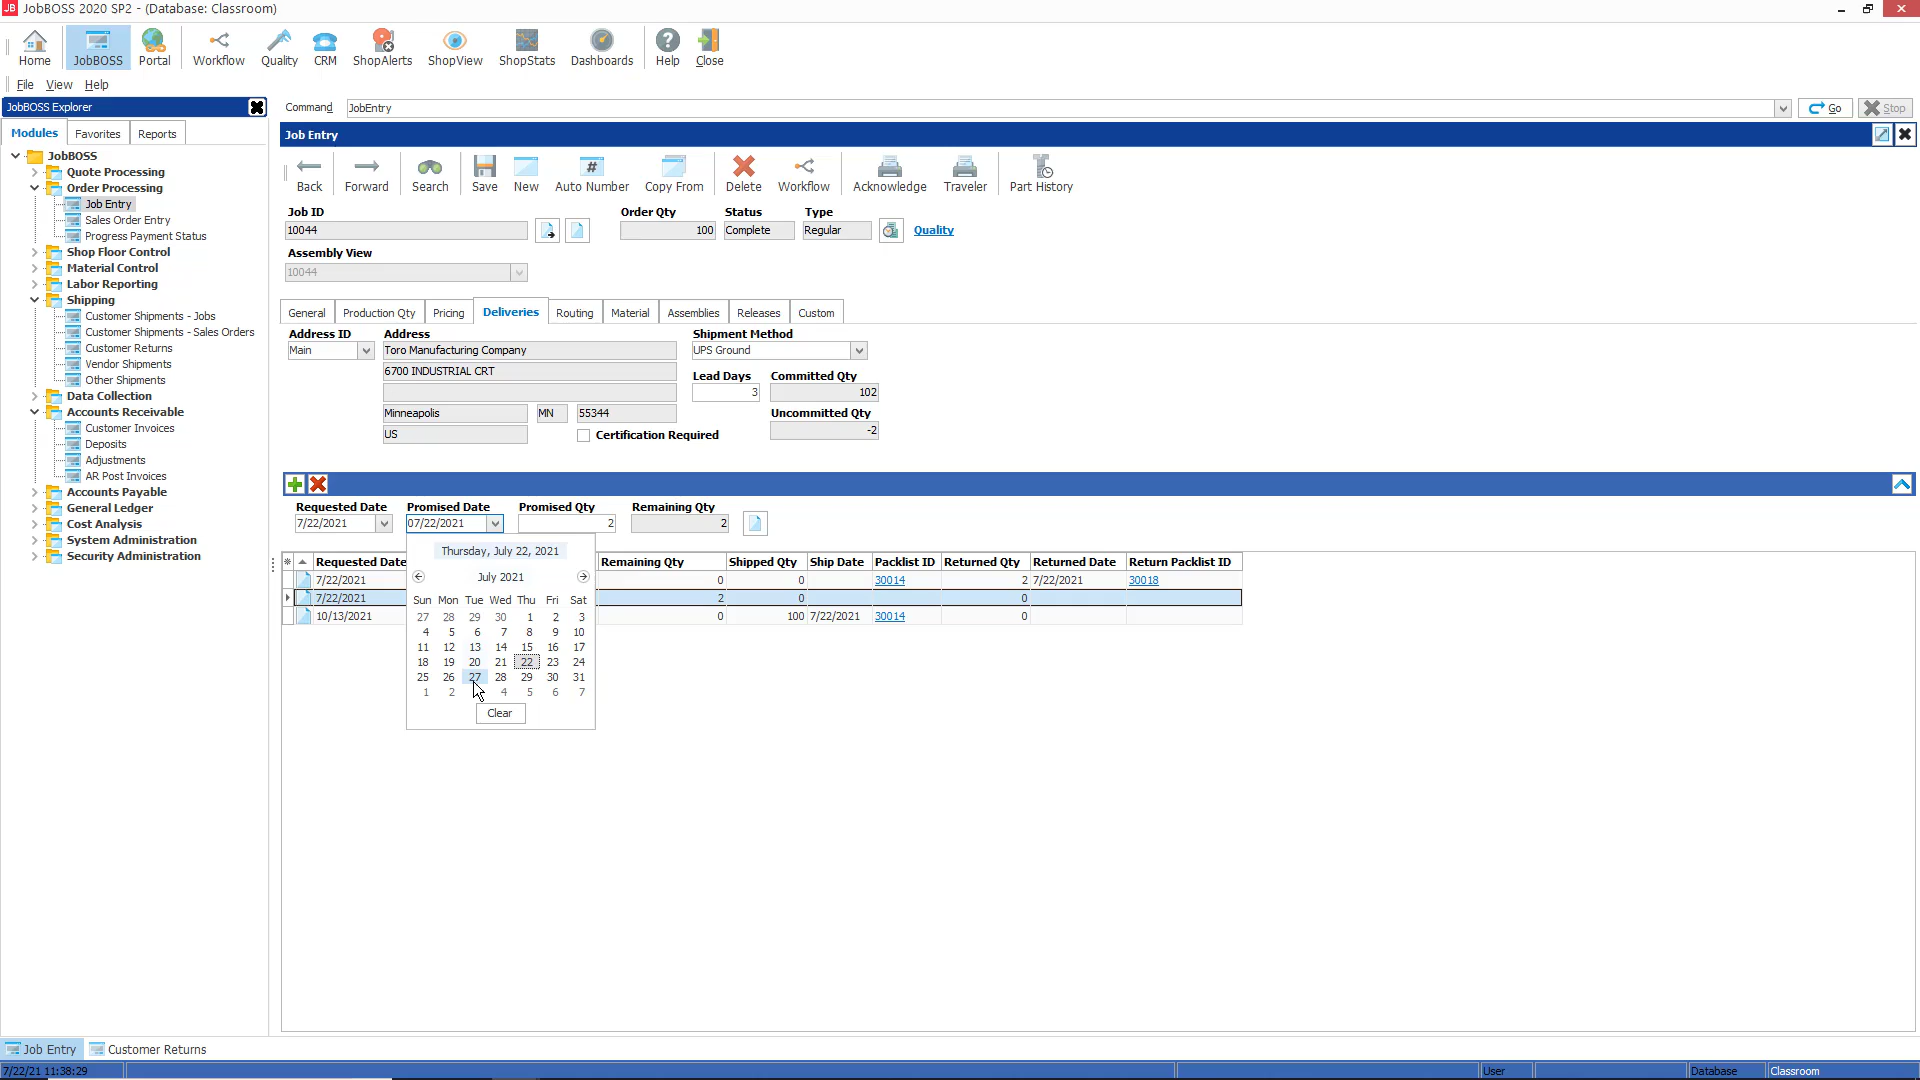 JobBOSS 2020 SP2 - (Database: Classroom)
Home JobBOSS Portal Workflow Quality CRM ShopAlerts ShopView ShopStats Dashboards Help Close
File View Help
JobBOSS Explorer
Command JobEntry Go Stop
Modules Favorites Reports
Job Entry
JobBOSS
Quote Processing
Order Processing
Job Entry
Sales Order Entry
Progress Payment Status
Shop Floor Control
Material Control
Labor Reporting
Shipping
Customer Shipments - Jobs
Customer Shipments - Sales Orders
Customer Returns
Vendor Shipments
Other Shipments
Data Collection
Accounts Receivable
Customer Invoices
Deposits
Adjustments
AR Post Invoices
Accounts Payable
General Ledger
Cost Analysis
System Administration
Security Administration
Back Forward Search Save New Auto Number Copy From Delete Workflow Acknowledge Traveler Part History
Job ID Order Qty Status Type
10044 100 Complete Regular Quality
Assembly View
10044
General Production Qty Pricing Deliveries Routing Material Assemblies Releases Custom
Address ID Address Shipment Method
Main Toro Manufacturing Company UPS Ground
6700 INDUSTRIAL CRT
Lead Days Committed Qty
3 102
Minneapolis MN 55344 Uncommitted Qty
US Certification Required -2
Requested Date Promised Date Promised Qty Remaining Qty
7/22/2021 07/22/2021 2 2
Thursday, July 22, 2021
July 2021
Sun Mon Tue Wed Thu Fri Sat
27 28 29 30 1 2 3
4 5 6 7 8 9 10
11 12 13 14 15 16 17
18 19 20 21 22 23 24
25 26 27 28 29 30 31
1 2 4 5 6 7
Clear
Requested Date Remaining Qty Shipped Qty Ship Date Packlist ID Returned Qty Returned Date Return Packlist ID
7/22/2021 0 0 30014 2 7/22/2021 30018
7/22/2021 2 0 0
10/13/2021 0 100 7/22/2021 30014 0
Job Entry Customer Returns
7/22/21 11:38:29 User Database Classroom